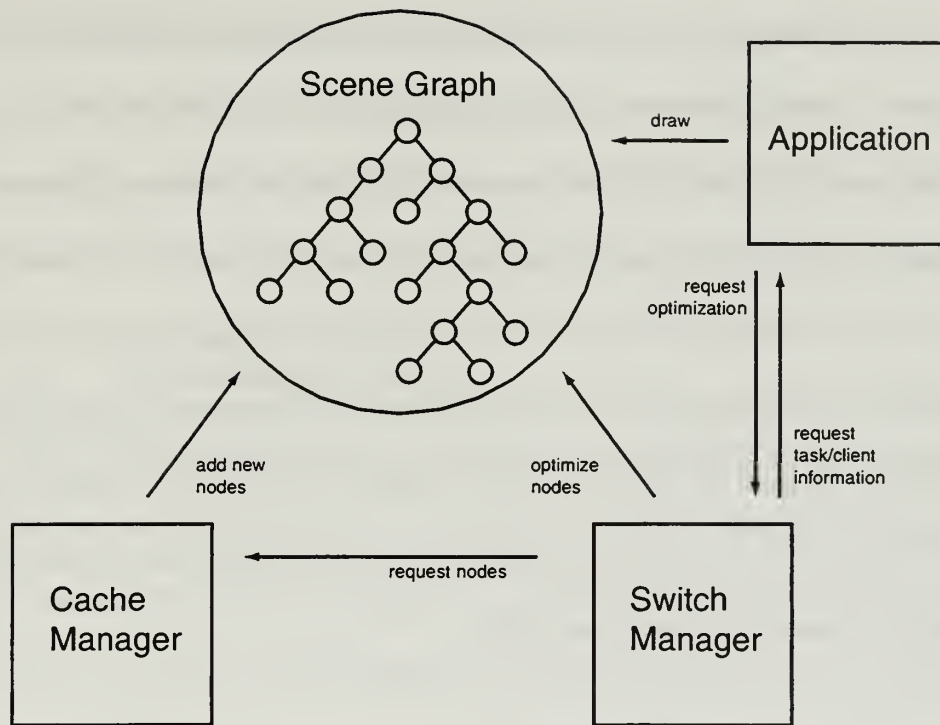 Scene Graph
draw
Application
request
optimization
request
task/client
information
add new
nodes
optimize
nodes
request nodes
Cache
Manager
Switch
Manager